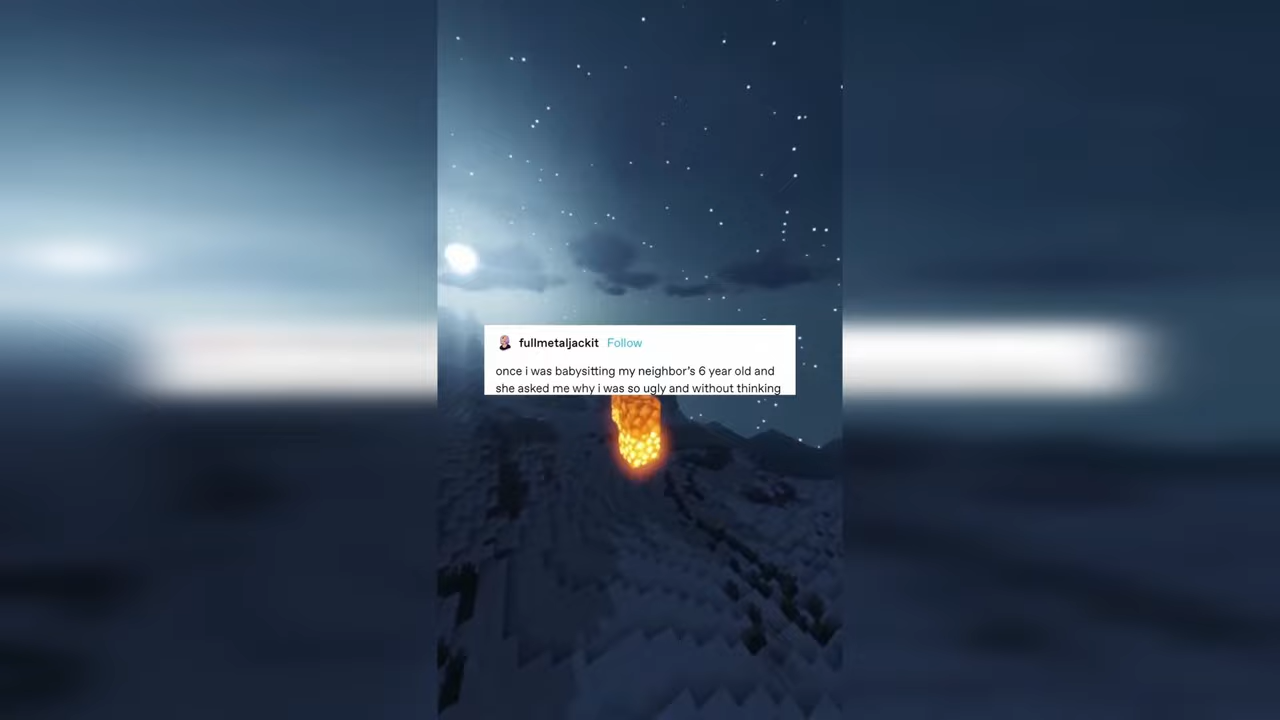 fullmetaljackit Follow
once i was babysitting my neighbor's 6 year old and
she asked me why i was so ugly and without thinking